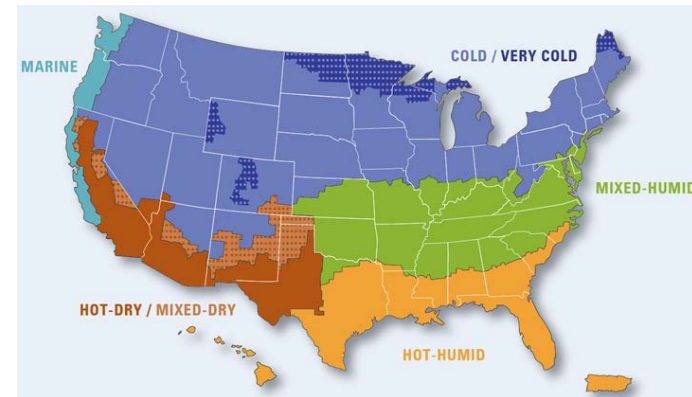 COLD / VERY COLD
MARINE
MIXED-HUMID
HOT-DRY / MIXED-DRY
HOT-HUMID